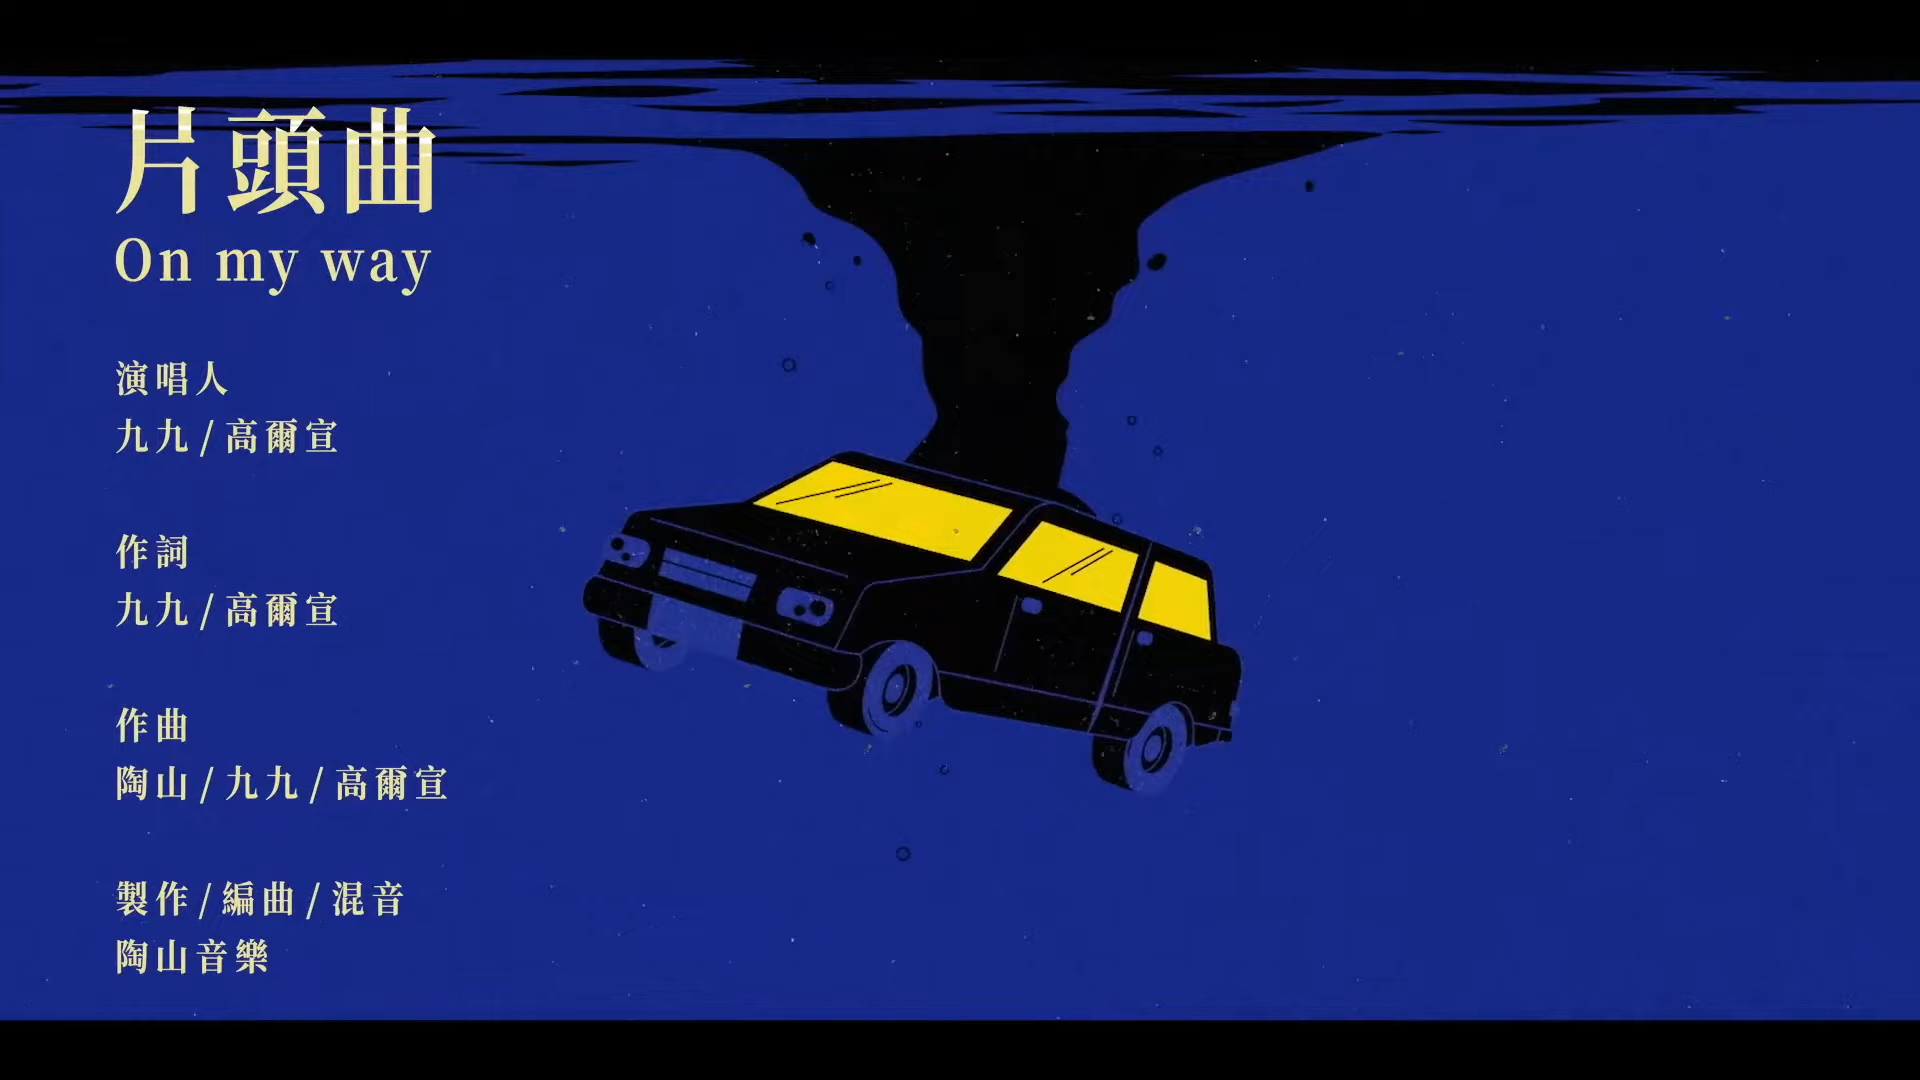 片頭曲
On my way
演唱人
九九/高爾宣
作詞
九九/高爾宣
作曲
陶山/九九/高爾宣
製作/編曲/混音
陶山音樂